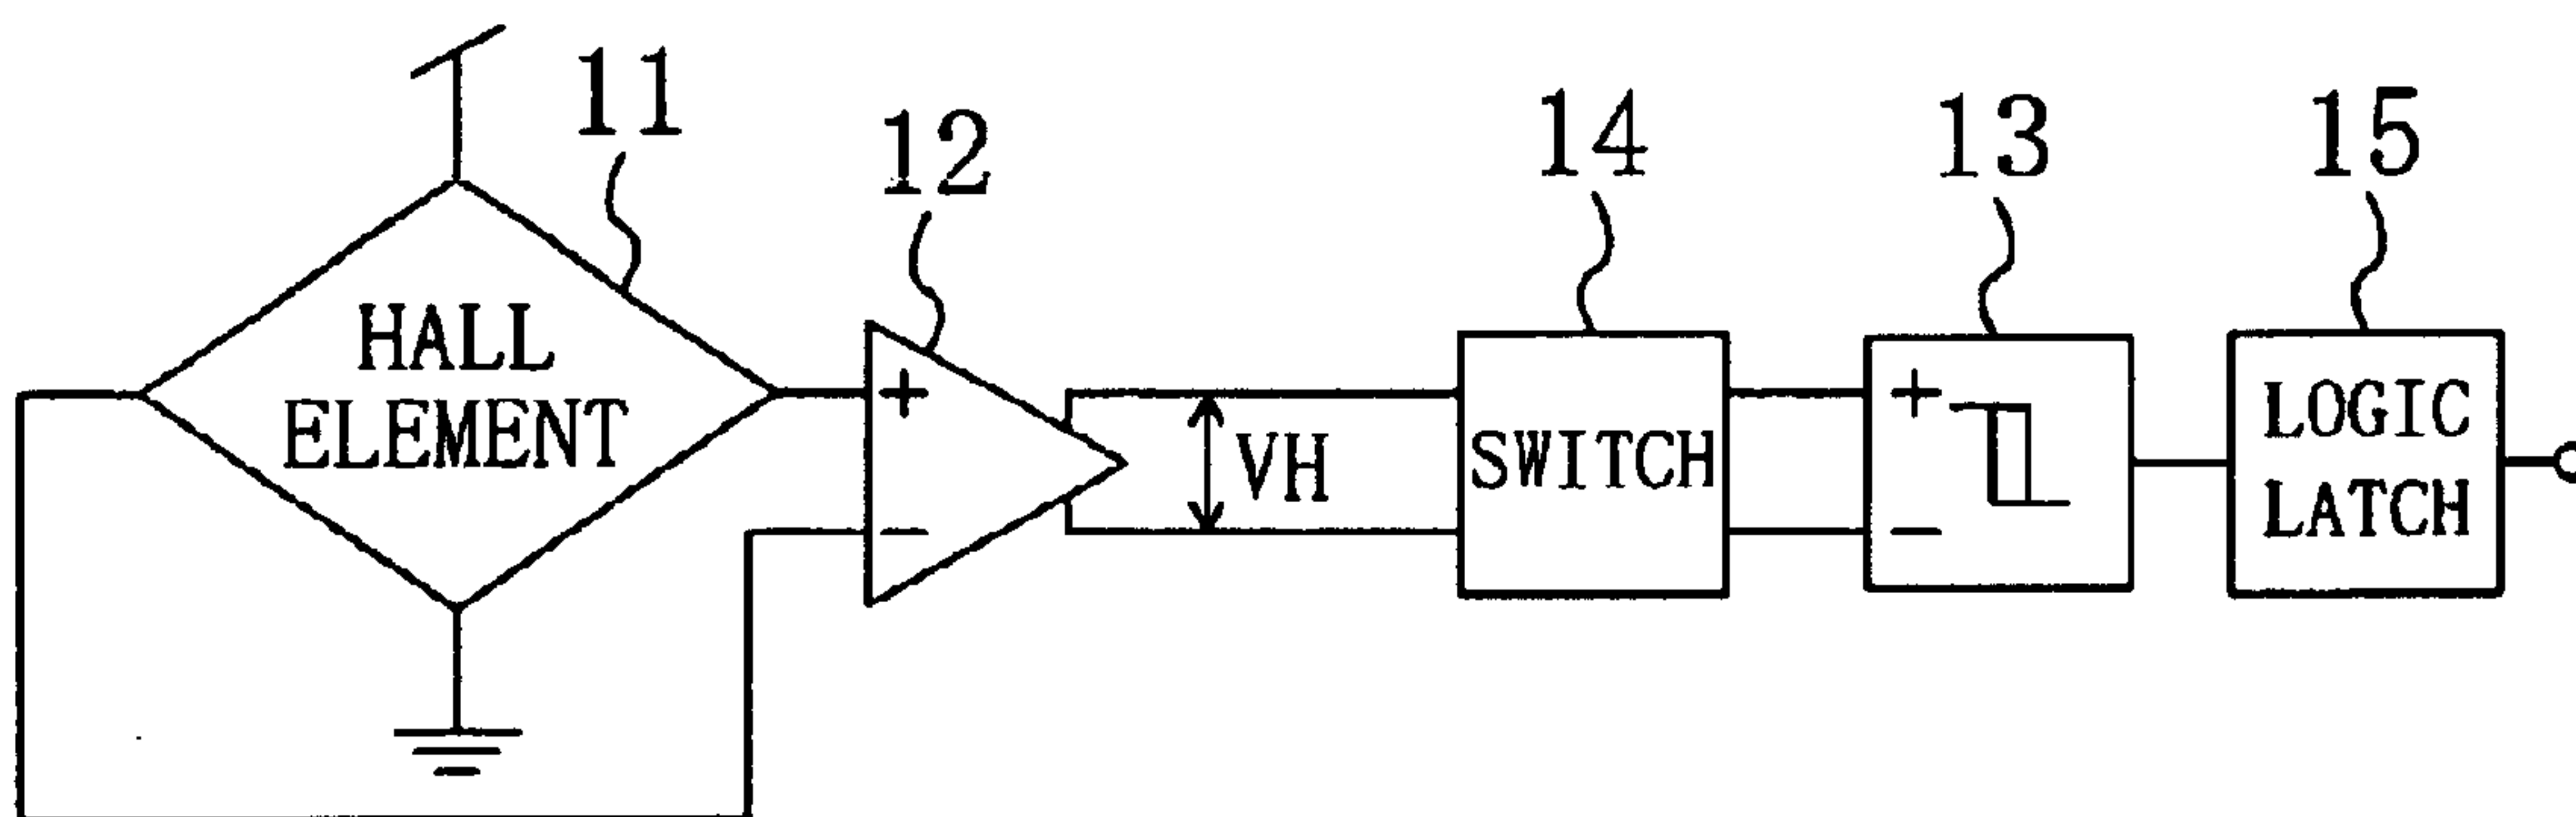 11
12
14
13
15
HALL
ELEMENT
+
−
VH
SWITCH
+
−
LOGIC
LATCH